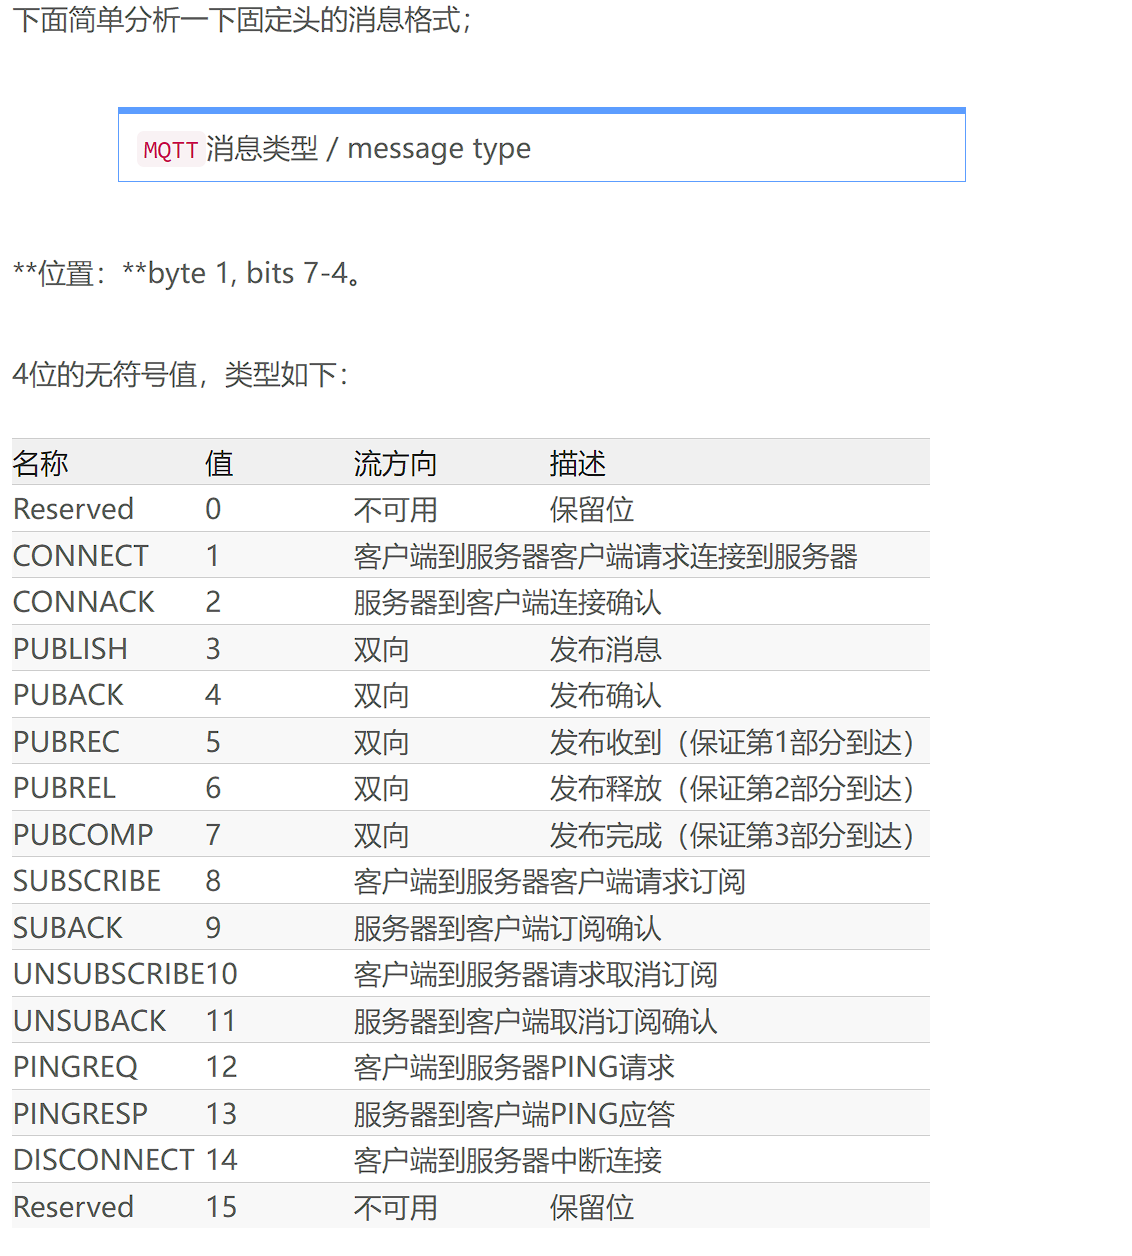 下面简单分析一下固定头的消息格式；
MQTT消息类型 / message type
**位置：**byte 1, bits 7-4。
4位的无符号值，类型如下：
名称 值 流方向 描述
Reserved 0 不可用 保留位
CONNECT 1 客户端到服务器 客户端请求连接到服务器
CONNACK 2 服务器到客户端 连接确认
PUBLISH 3 双向 发布消息
PUBACK 4 双向 发布确认
PUBREC 5 双向 发布收到（保证第1部分到达）
PUBREL 6 双向 发布释放（保证第2部分到达）
PUBCOMP 7 双向 发布完成（保证第3部分到达）
SUBSCRIBE 8 客户端到服务器 客户端请求订阅
SUBACK 9 服务器到客户端 订阅确认
UNSUBSCRIBE 10 客户端到服务器 请求取消订阅
UNSUBACK 11 服务器到客户端 取消订阅确认
PINGREQ 12 客户端到服务器 PING请求
PINGRESP 13 服务器到客户端 PING应答
DISCONNECT 14 客户端到服务器 中断连接
Reserved 15 不可用 保留位